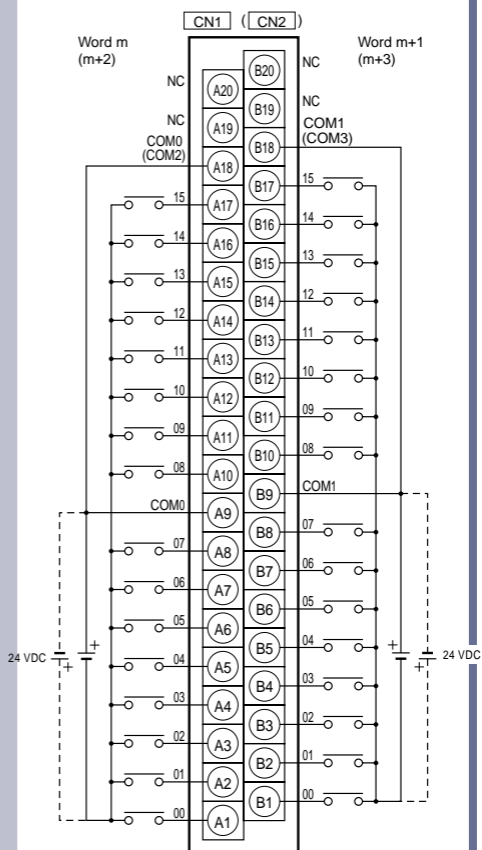 CN1 (CN2)
Word m
(m+2)
Word m+1
(m+3)
B20 NC
NC A20
B19 NC
NC A19
COM1
(COM3) B18
COM0
(COM2) A18
B17 15
15 A17
B16 14
14 A16
B15 13
13 A15
B14 12
12 A14
B13 11
11 A13
B12 10
10 A12
B11 09
09 A11
B10 08
08 A10
B9 COM1
COM0 A9
B8 07
07 A8
B7 06
06 A7
B6 05
05 A6
B5 04
24 VDC + + 04 A5
+ + 24 VDC
B4 03
03 A4
B3 02
02 A3
B2 01
01 A2
B1 00
00 A1